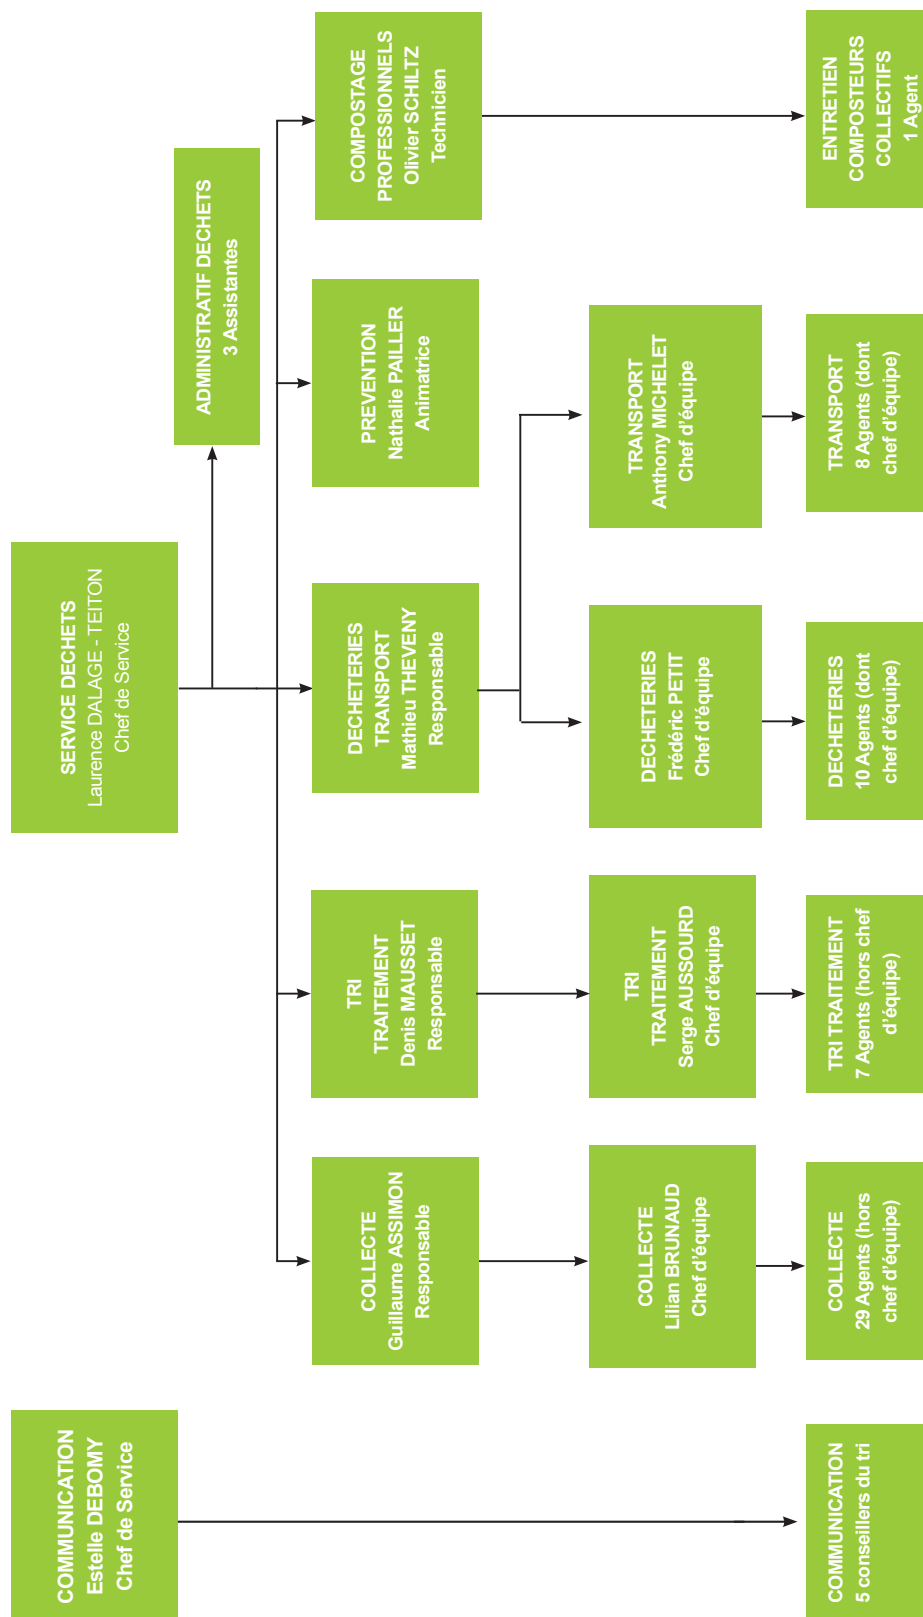 COMMUNICATION
Estelle DEBOMY
Chef de Service
SERVICE DECHETS
Laurence DALAGE - TEITON
Chef de Service
ADMINISTRATIF DECHETS
3 Assistantes
COLLECTE
Guillaume ASSIMON
Responsable
TRI
TRAITEMENT
Denis MAUSSET
Responsable
DECHETERIES
TRANSPORT
Mathieu THEVENY
Responsable
PREVENTION
Nathalie PAILLER
Animatrice
COMPOSTAGE
PROFESSIONNELS
Olivier SCHILTZ
Technicien
COLLECTE
Lilian BRUNAUD
Chef d'équipe
TRI
TRAITEMENT
Serge AUSSOURD
Chef d'équipe
DECHETERIES
Frédéric PETIT
Chef d'équipe
TRANSPORT
Anthony MICHELET
Chef d'équipe
COMMUNICATION
5 conseillers du tri
COLLECTE
29 Agents (hors
chef d'équipe)
TRI TRAITEMENT
7 Agents (hors chef
d'équipe)
DECHETERIES
10 Agents (dont
chef d'équipe)
TRANSPORT
8 Agents (dont
chef d'équipe)
ENTRETIEN
COMPOSTEURS
COLLECTIFS
1 Agent